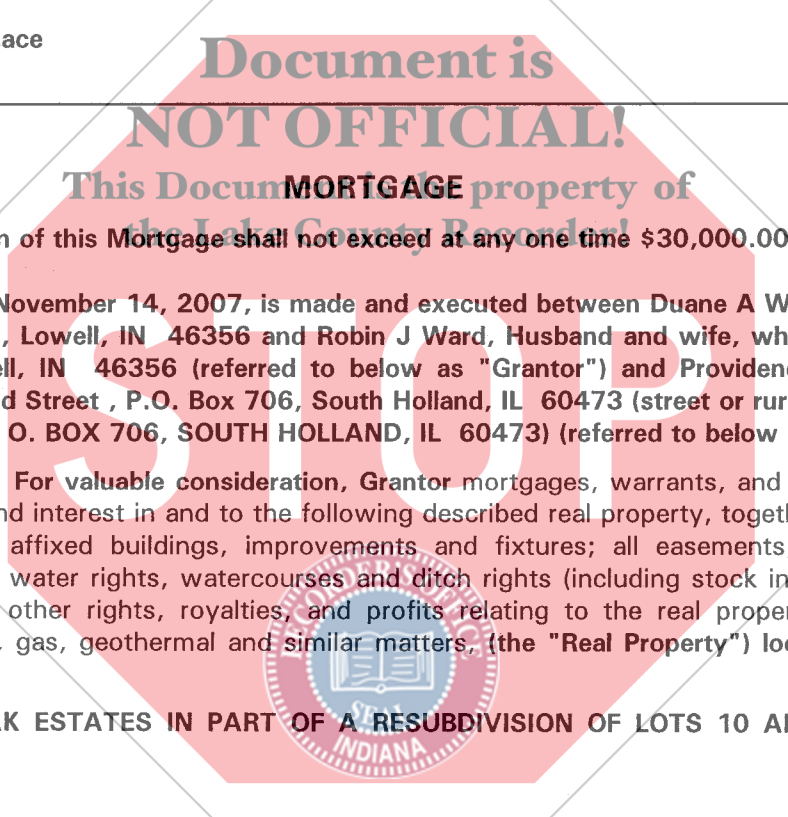 ace
Document is
NOT OFFICIAL!
This Document is the property of
the Lake County Recorder!
MORTGAGE
n of this Mortgage shall not exceed at any one time $30,000.00
November 14, 2007, is made and executed between Duane A W
, Lowell, IN 46356 and Robin J Ward, Husband and wife, wh
ell, IN 46356 (referred to below as "Grantor") and Providen
d Street , P.O. Box 706, South Holland, IL 60473 (street or rur
O. BOX 706, SOUTH HOLLAND, IL 60473) (referred to below
For valuable consideration, Grantor mortgages, warrants, and
nd interest in and to the following described real property, togeth
affixed buildings, improvements and fixtures; all easements,
water rights, watercourses and ditch rights (including stock in
other rights, royalties, and profits relating to the real proper
, gas, geothermal and similar matters, (the "Real Property") loc
AK ESTATES IN PART OF A RESUBDIVISION OF LOTS 10 A
STOP
RECORDER'S OFFICE
SEAL
INDIANA